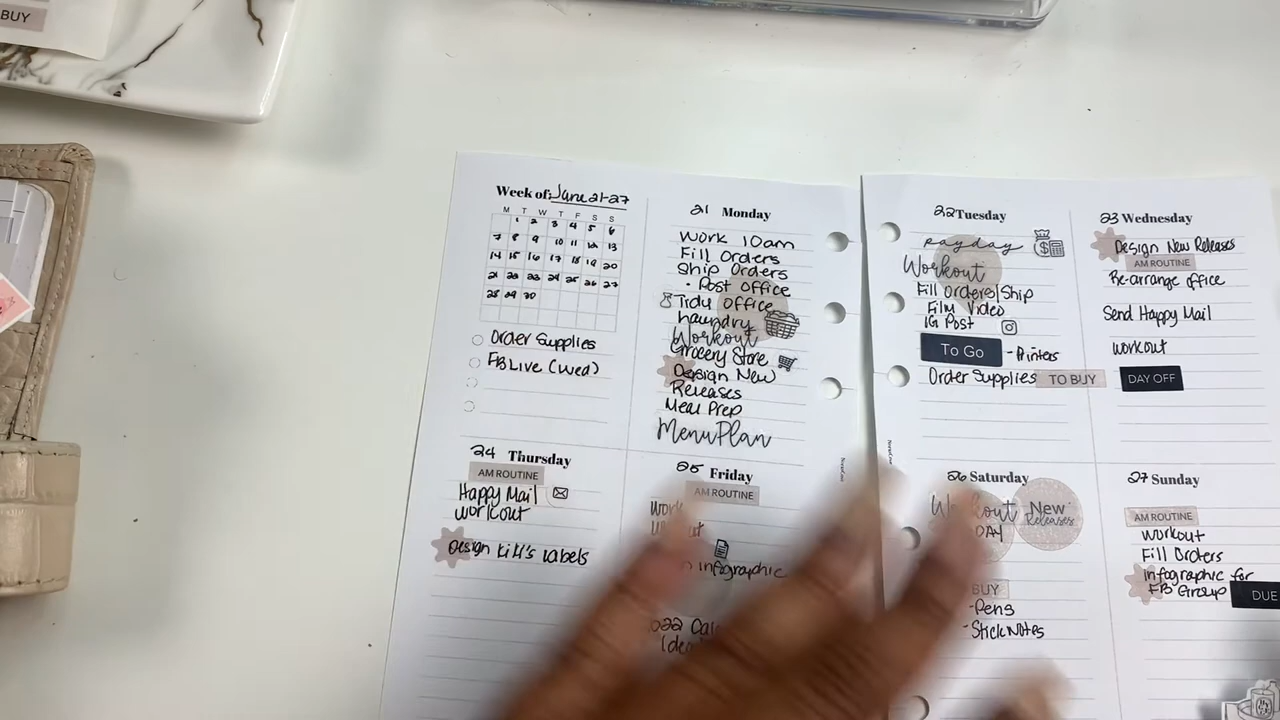 BUY
Week of: June 21-27
M T W T F S S
1 2 3 4 5 6
7 8 9 10 11 12 13
14 15 16 17 18 19 20
21 22 23 24 25 26 27
28 29 30
Order Supplies
FB Live (Wed)
21 Monday
Work 10am
Fill Orders
Ship Orders
• Post Office
Tidy Office
Laundry
Workout
Grocery Store
Design New
Releases
Meal Prep
Menu Plan
22 Tuesday
payday
Workout
Fill Orders/Ship
Film Video
IG Post
To Go - Printers
Order Supplies TO BUY
23 Wednesday
Design New Releases
AM ROUTINE
Re-arrange office
Send Happy Mail
workout
DAY OFF
24 Thursday
AM ROUTINE
Happy Mail
workout
Design Kiki's Labels
25 Friday
AM ROUTINE
infographic
26 Saturday
Workout New
Releases
BUY
-Pens
-Stick Notes
27 Sunday
AM ROUTINE
Workout
Fill Orders
infographic for
FB Group DUE